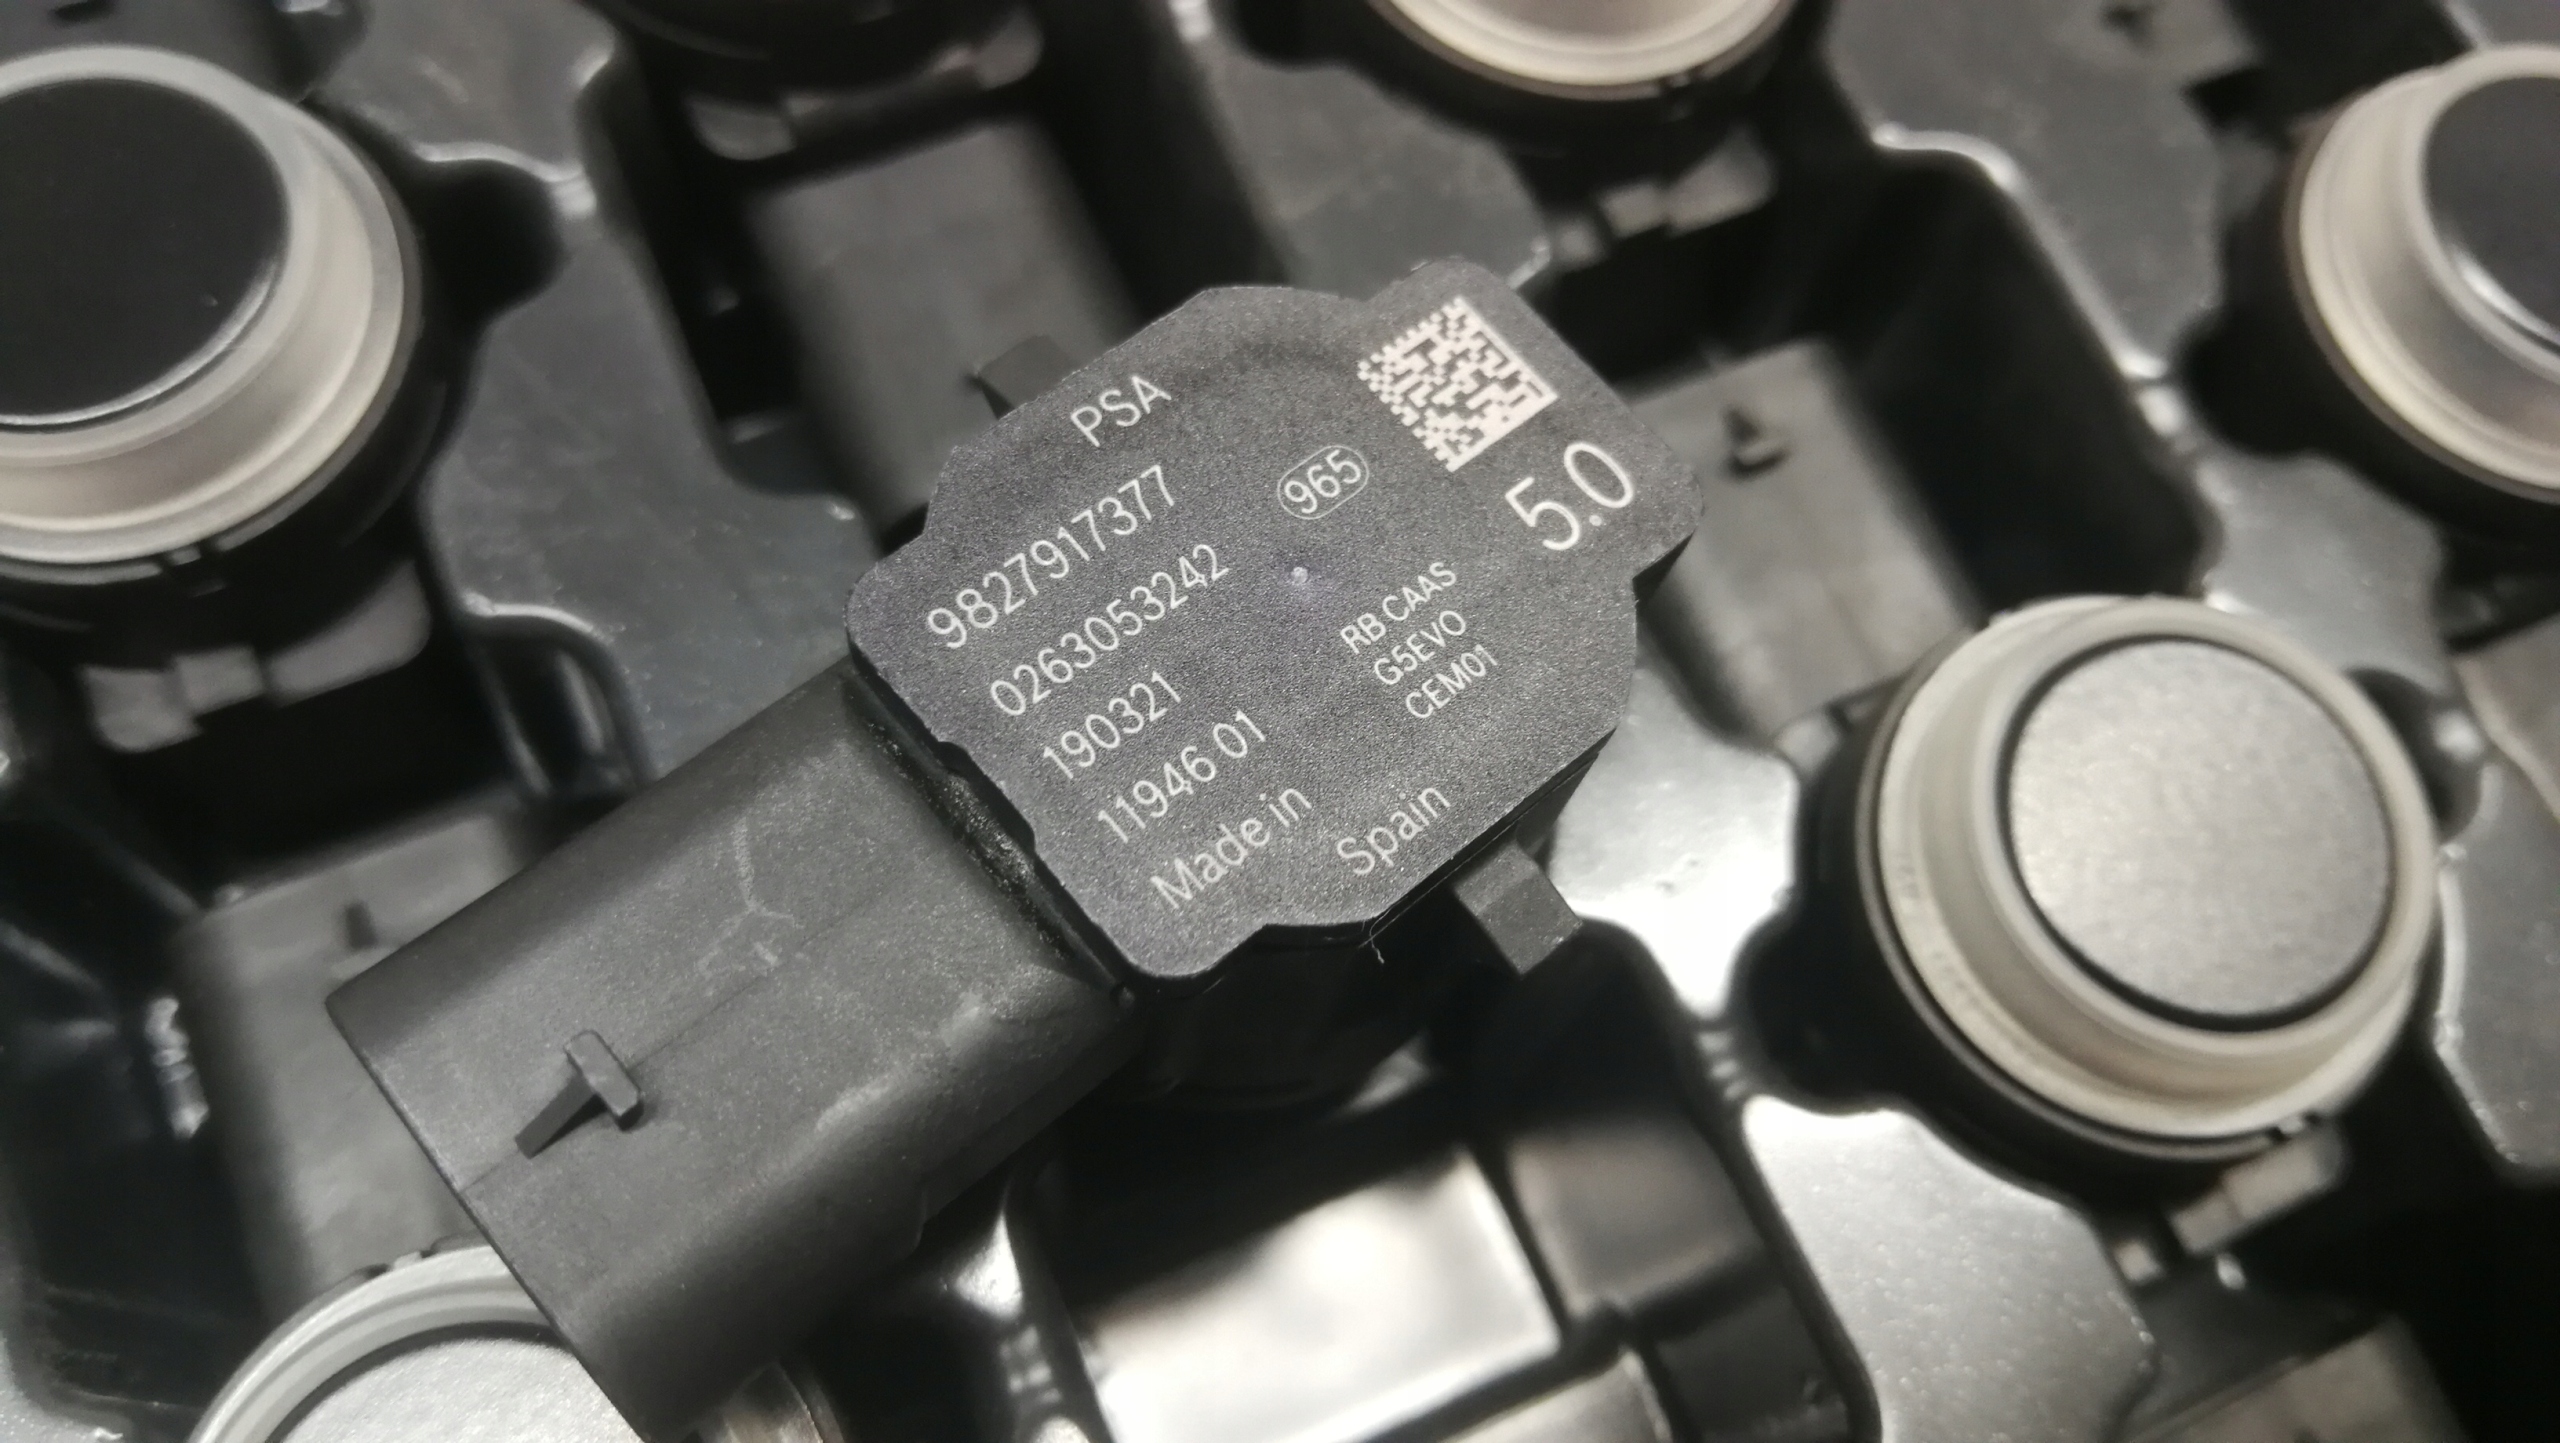 PSA
9827917377
965
5.0
0263053242
190321
RB CAAS
G5EVO
CEM01
11946 01
Made in Spain